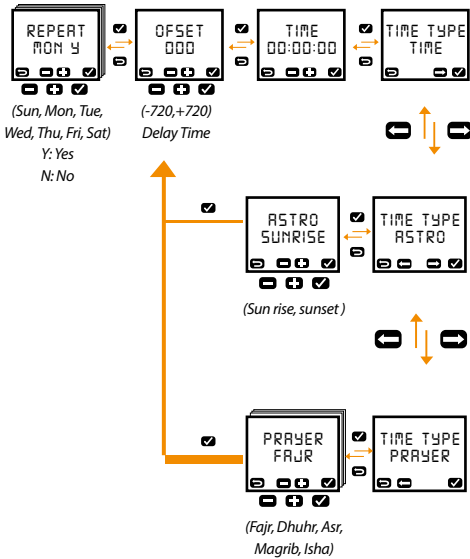 REPEAT
MON Y
OFSET
000
TIME
00:00:00
TIME TYPE
TIME
(Sun, Mon, Tue,
Wed, Thu, Fri, Sat)
Y: Yes
N: No
(-720,+720)
Delay Time
ASTRO
SUNRISE
TIME TYPE
ASTRO
(Sun rise, sunset )
PRAYER
FAJR
TIME TYPE
PRAYER
(Fajr, Dhuhr, Asr,
Magrib, Isha)